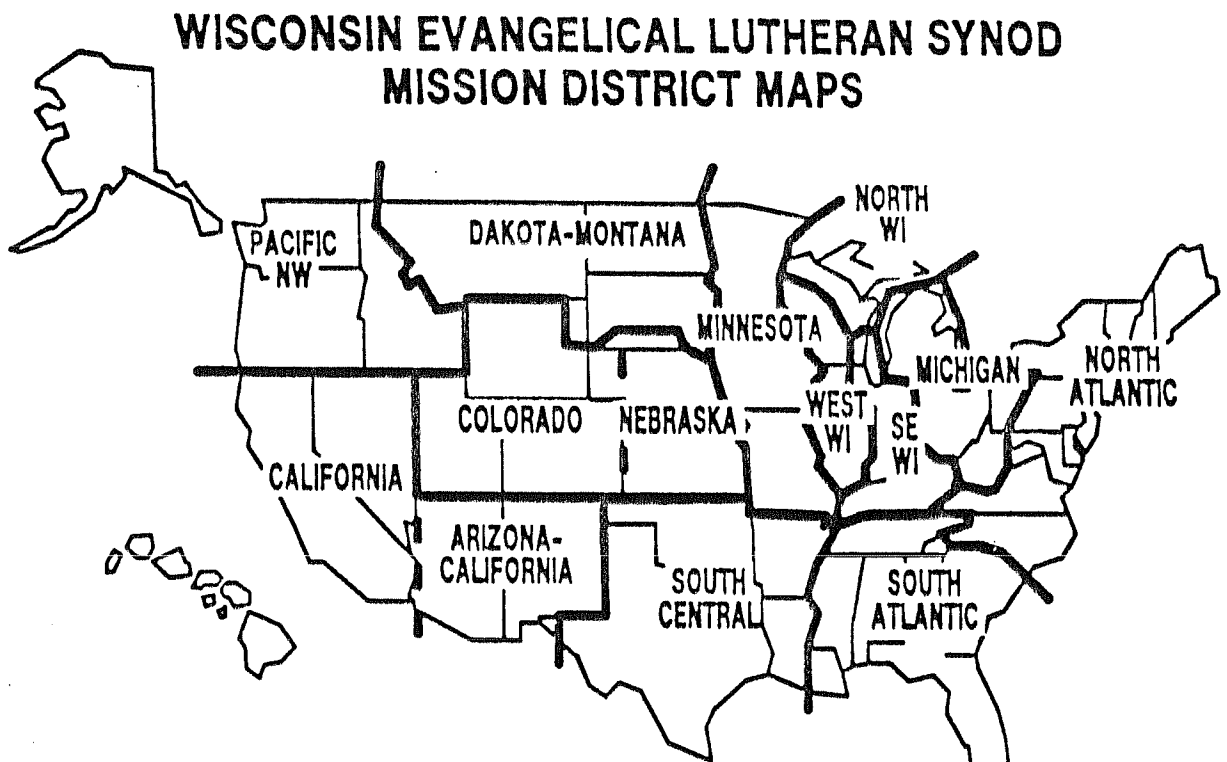 WISCONSIN EVANGELICAL LUTHERAN SYNOD
MISSION DISTRICT MAPS
NORTH
WI
PACIFIC
NW
DAKOTA-MONTANA
MINNESOTA
MICHIGAN
NORTH
ATLANTIC
COLORADO
NEBRASKA
WEST
WI
SE
WI
CALIFORNIA
ARIZONA-
CALIFORNIA
SOUTH
CENTRAL
SOUTH
ATLANTIC